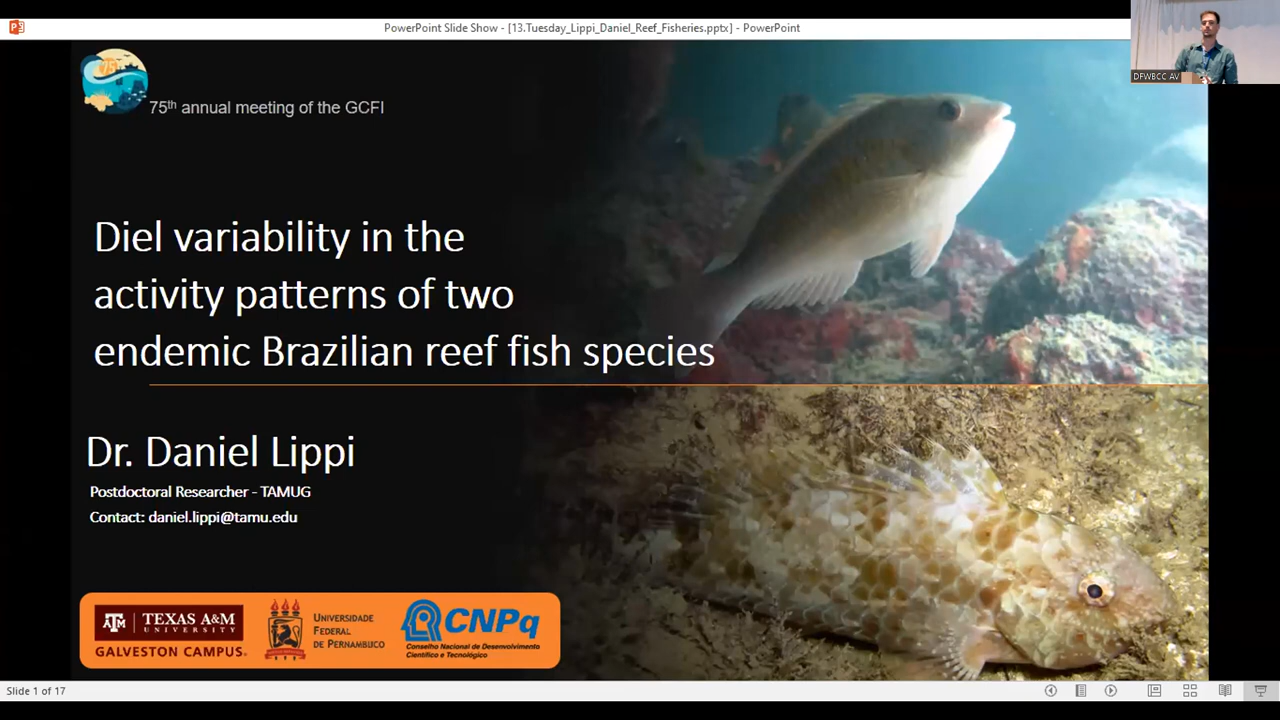 PowerPoint Slide Show - [13.Tuesday_Lippi_Daniel_Reef_Fisheries.pptx] - PowerPoint
DFWBCC AV
75th annual meeting of the GCFI
Diel variability in the
activity patterns of two
endemic Brazilian reef fish species
Dr. Daniel Lippi
Postdoctoral Researcher - TAMUG
Contact: daniel.lippi@tamu.edu
ATM
TEXAS A&M
UNIVERSITY
GALVESTON CAMPUS
UNIVERSIDADE
FEDERAL
DE PERNAMBUCO
CNPq
Conselho Nacional de Desenvolvimento
Científico e Tecnológico
Slide 1 of 17